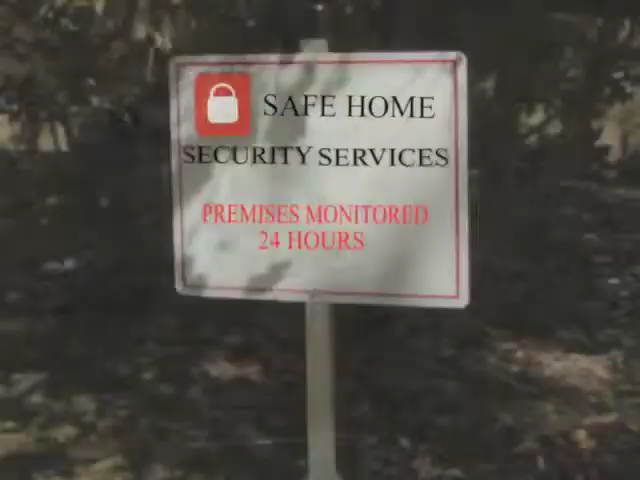 SAFE HOME
SECURITY SERVICES
PREMISES MONITORED
24 HOURS